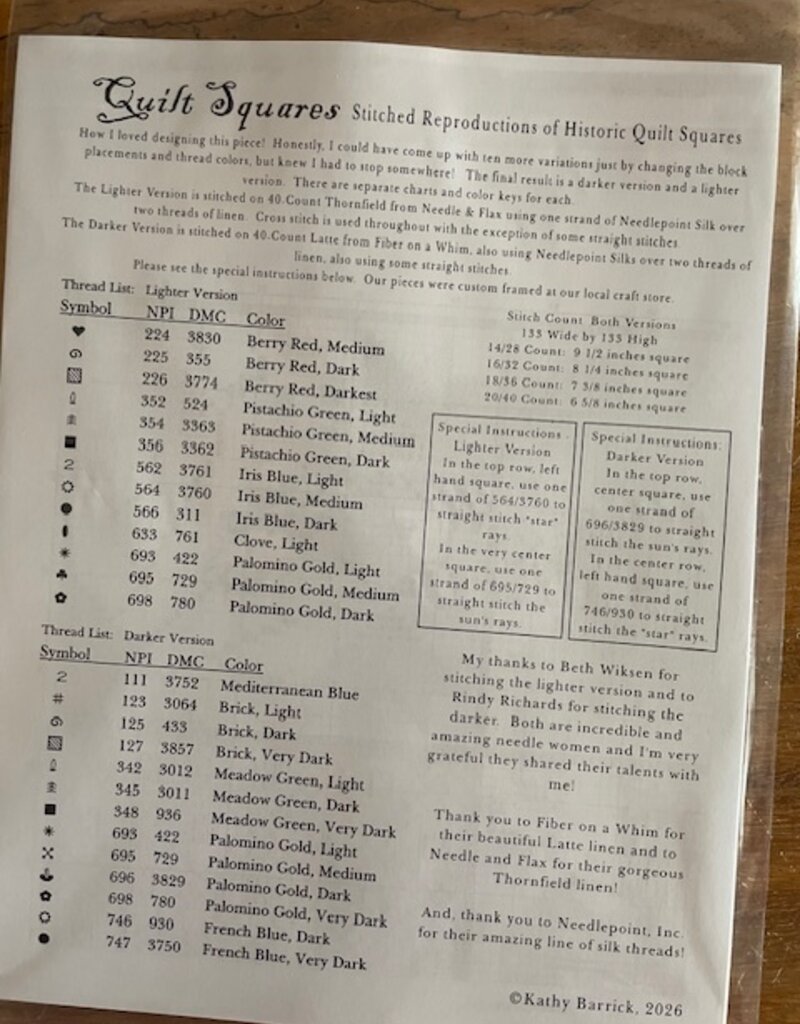 Quilt Squares Stitched Reproductions of Historic Quilt Squares
How I loved designing this piece! Honestly, I could have come up with ten more variations just by changing the block
placements and thread colors, but knew I had to stop somewhere! The final result is a darker version and a lighter
version. There are separate charts and color keys for each.
The Lighter Version is stitched on 40.Count Thornfield from Needle & Flax using one strand of Needlepoint Silk over
two threads of linen. Cross stitch is used throughout with the exception of some straight stitches.
The Darker Version is stitched on 40.Count Latte from Fiber on a Whim, also using Needlepoint Silks over two threads of
linen, also using some straight stitches.
Please see the special instructions below. Our pieces were custom framed at our local craft store.
Thread List: Lighter Version
Symbol NPI DMC Color
♥ 224 3830 Berry Red, Medium
225 355 Berry Red, Dark
226 3774 Berry Red, Darkest
352 524 Pistachio Green, Light
354 3363 Pistachio Green, Medium
■ 356 3362 Pistachio Green, Dark
2 562 3761 Iris Blue, Light
564 3760 Iris Blue, Medium
● 566 311 Iris Blue, Dark
633 761 Clove, Light
693 422 Palomino Gold, Light
♣ 695 729 Palomino Gold, Medium
698 780 Palomino Gold, Dark
Stitch Count Both Versions
133 Wide by 133 High
14/28 Count: 9 1/2 inches square
16/32 Count: 8 1/4 inches square
18/36 Count: 7 3/8 inches square
20/40 Count: 6 5/8 inches square
Special Instructions
Lighter Version
In the top row, left
hand square, use one
strand of 564/3760 to
straight stitch "star"
rays
In the very center
square, use one
strand of 695/729 to
straight stitch the
sun's rays.
Special Instructions:
Darker Version
In the top row,
center square, use
one strand of
696/3829 to straight
stitch the sun's rays.
In the center row,
left hand square, use
one strand of
746/930 to straight
stitch the "star" rays.
Thread List: Darker Version
Symbol NPI DMC Color
2 111 3752 Mediterranean Blue
# 123 3064 Brick, Light
125 433 Brick, Dark
127 3857 Brick, Very Dark
342 3012 Meadow Green, Light
345 3011 Meadow Green, Dark
■ 348 936 Meadow Green, Very Dark
693 422 Palomino Gold, Light
695 729 Palomino Gold, Medium
696 3829 Palomino Gold, Dark
698 780 Palomino Gold, Very Dark
746 930 French Blue, Dark
● 747 3750 French Blue, Very Dark
My thanks to Beth Wiksen for
stitching the lighter version and to
Rindy Richards for stitching the
darker. Both are incredible and
amazing needle women and I'm very
grateful they shared their talents with
me!
Thank you to Fiber on a Whim for
their beautiful Latte linen and to
Needle and Flax for their gorgeous
Thornfield linen!
And, thank you to Needlepoint, Inc.
for their amazing line of silk threads!
©Kathy Barrick, 2026